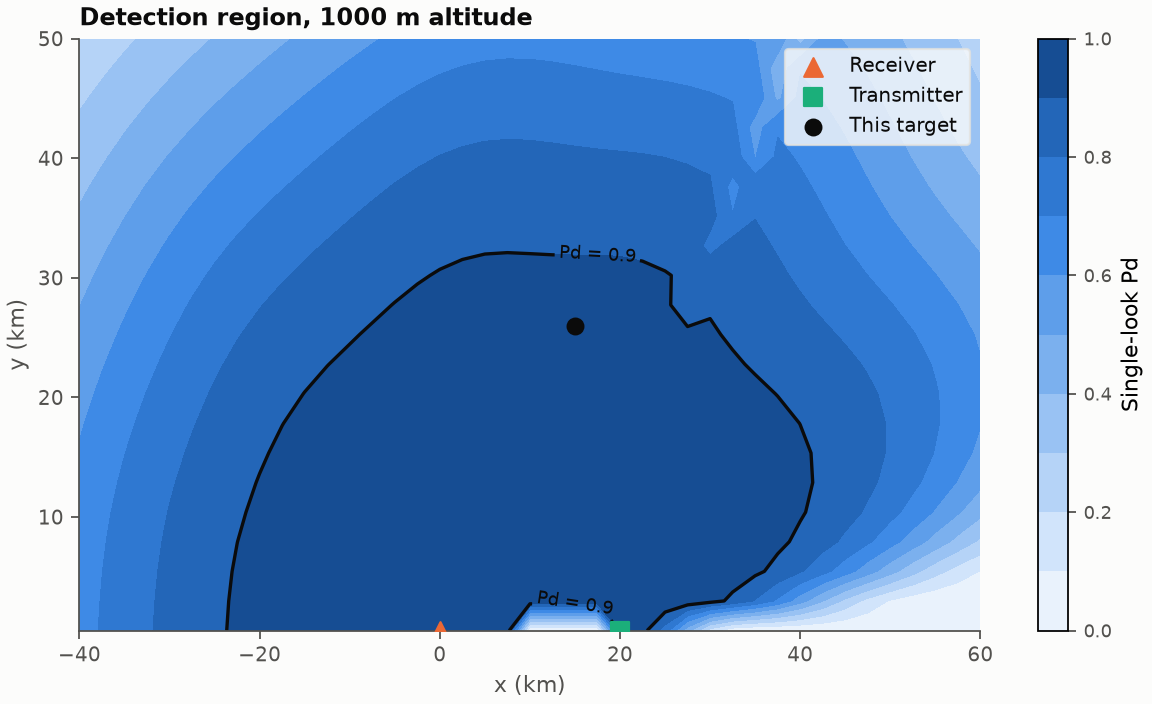 Detection region, 1000 m altitude
Receiver
Transmitter
This target
Pd = 0.9
Pd = 0.9
50
40
30
20
10
y (km)
−40
−20
0
20
40
60
x (km)
1.0
0.8
0.6
0.4
0.2
0.0
Single-look Pd